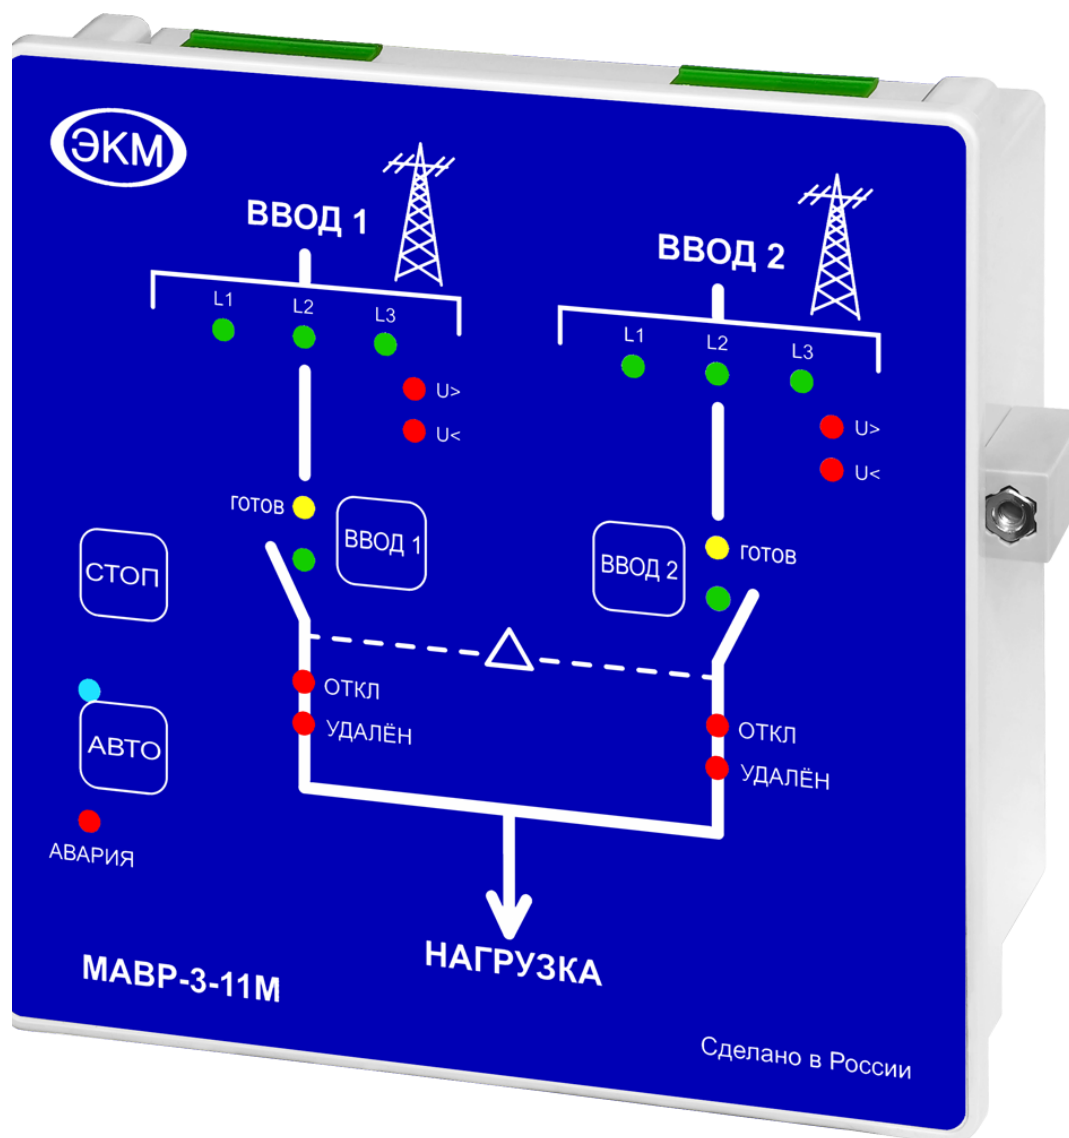 ЭКМ
ВВОД 1
ВВОД 2
L1
L2
L3
L1
L2
L3
U>
U<
U>
U<
ГОТОВ
ВВОД 1
ВВОД 2
ГОТОВ
СТОП
ОТКЛ
УДАЛЁН
ОТКЛ
УДАЛЁН
АВТО
АВАРИЯ
НАГРУЗКА
МАВР-3-11М
Сделано в России